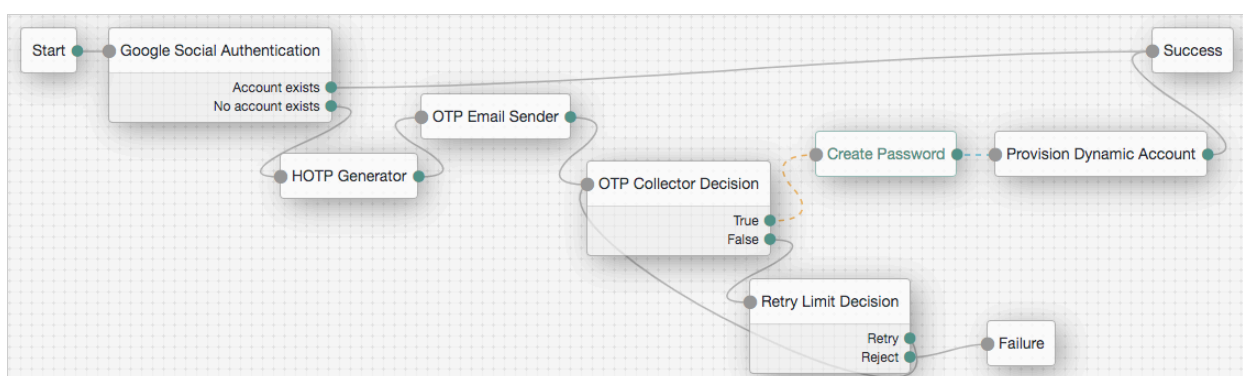 Start
Google Social Authentication
Account exists
No account exists
HOTP Generator
OTP Email Sender
OTP Collector Decision
True
False
Retry Limit Decision
Retry
Reject
Failure
Create Password
Provision Dynamic Account
Success